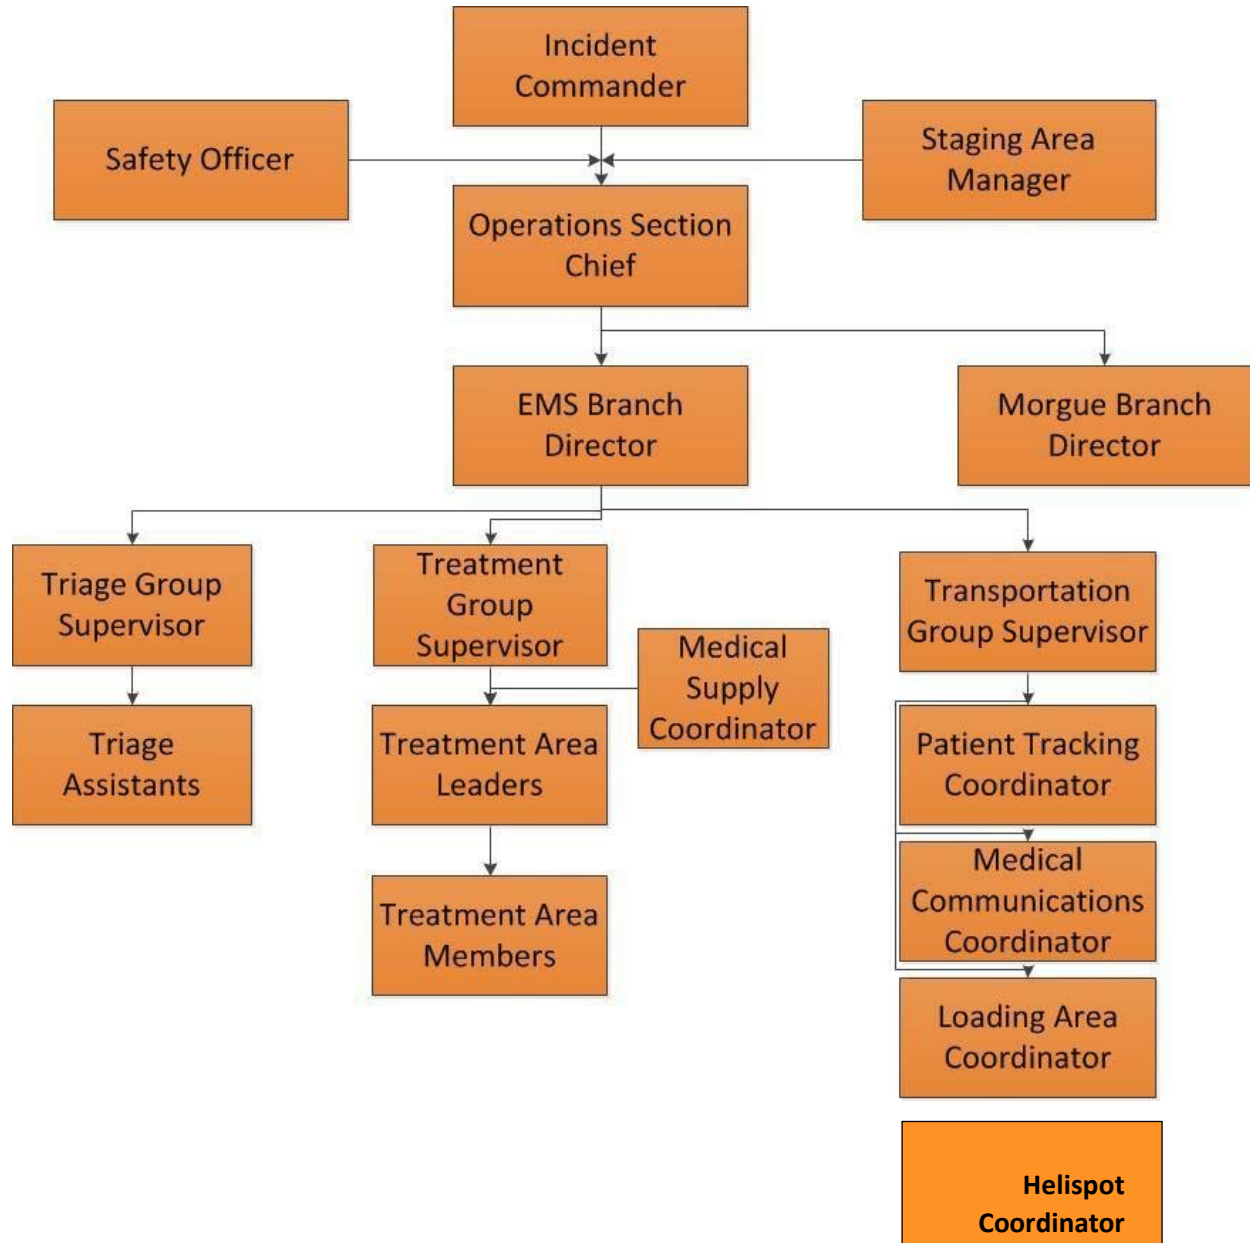 Incident
Commander
Safety Officer
Staging Area
Manager
Operations Section
Chief
EMS Branch
Director
Morgue Branch
Director
Triage Group
Supervisor
Treatment
Group
Supervisor
Transportation
Group Supervisor
Medical
Supply
Coordinator
Triage
Assistants
Treatment Area
Leaders
Patient Tracking
Coordinator
Treatment Area
Members
Medical
Communications
Coordinator
Loading Area
Coordinator
Helispot
Coordinator